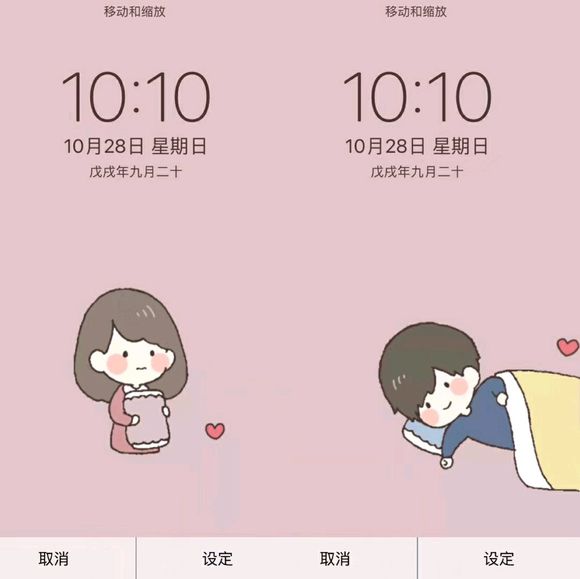 移动和缩放
10:10
10月28日 星期日
戊戌年九月二十
取消
设定
移动和缩放
10:10
10月28日 星期日
戊戌年九月二十
取消
设定